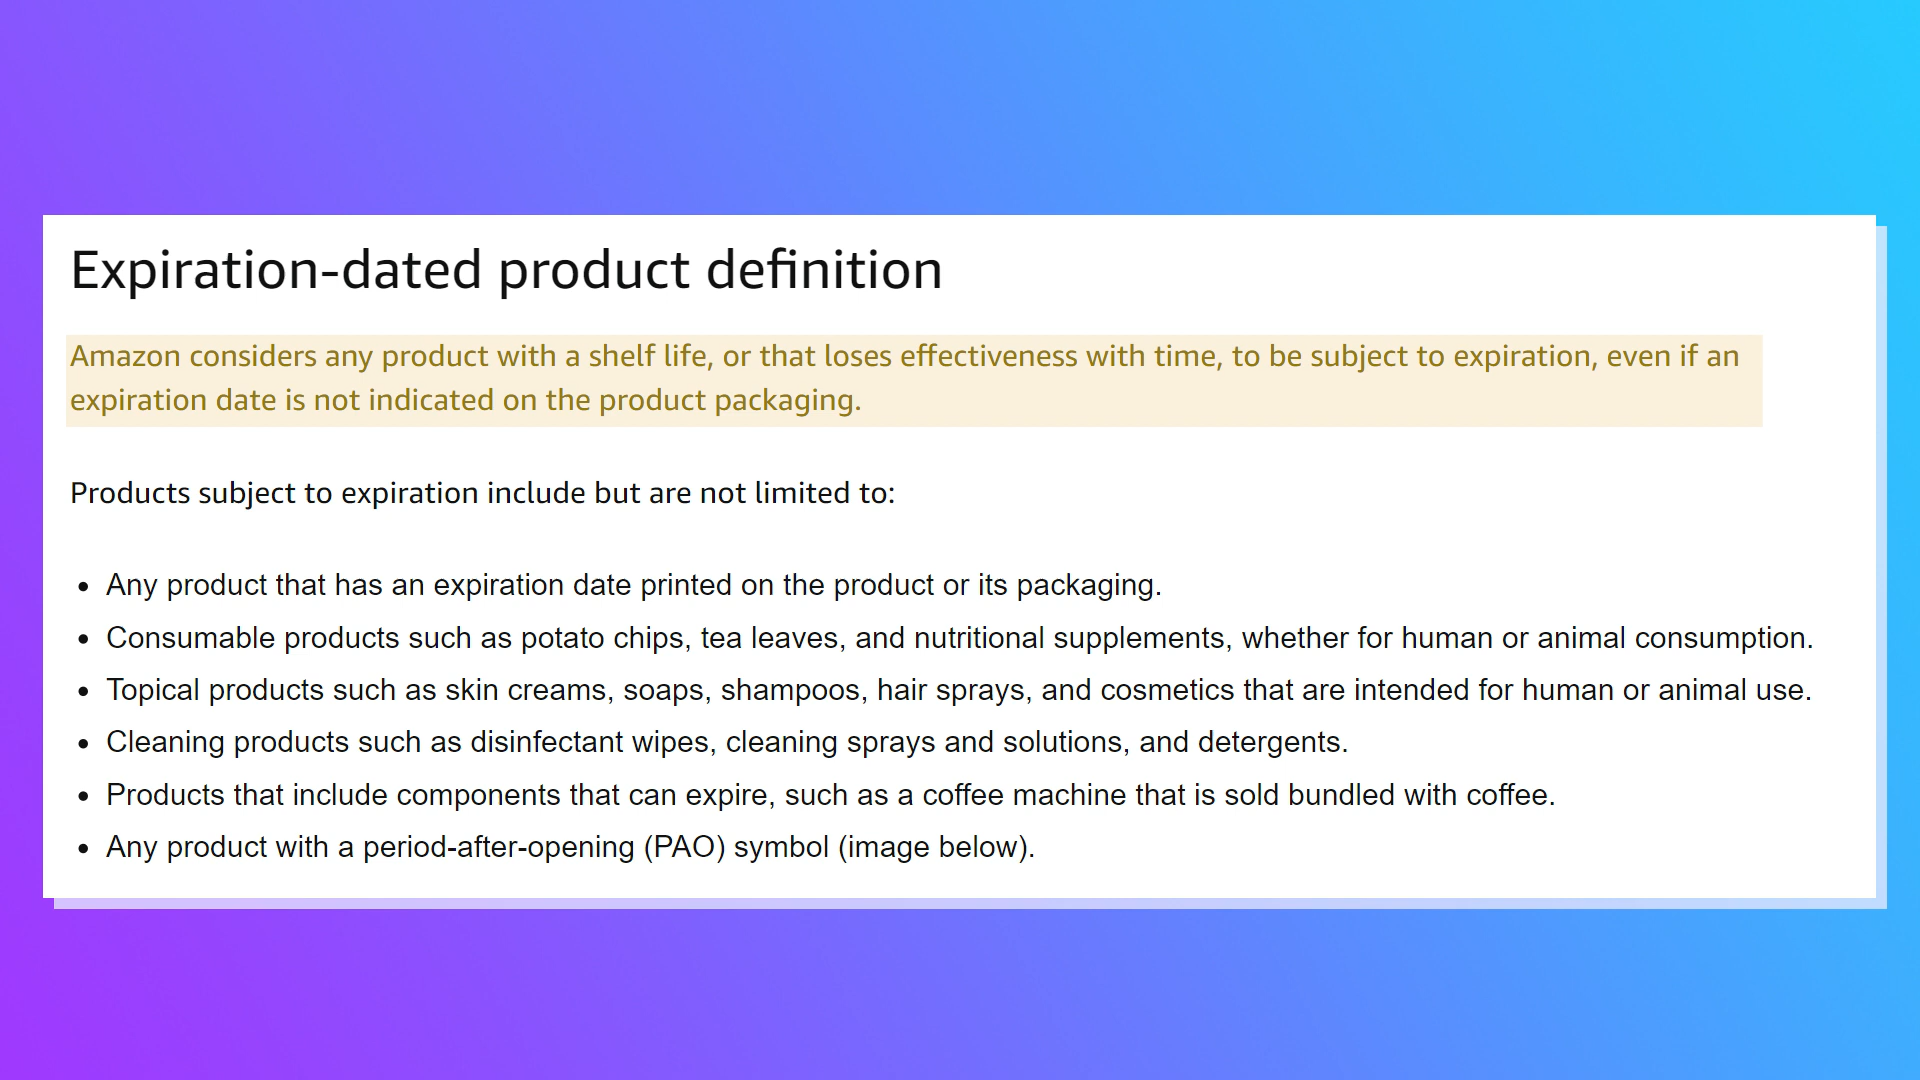 Expiration-dated product definition
Amazon considers any product with a shelf life, or that loses effectiveness with time, to be subject to expiration, even if an
expiration date is not indicated on the product packaging.
Products subject to expiration include but are not limited to:
• Any product that has an expiration date printed on the product or its packaging.
• Consumable products such as potato chips, tea leaves, and nutritional supplements, whether for human or animal consumption.
• Topical products such as skin creams, soaps, shampoos, hair sprays, and cosmetics that are intended for human or animal use.
• Cleaning products such as disinfectant wipes, cleaning sprays and solutions, and detergents.
• Products that include components that can expire, such as a coffee machine that is sold bundled with coffee.
• Any product with a period-after-opening (PAO) symbol (image below).